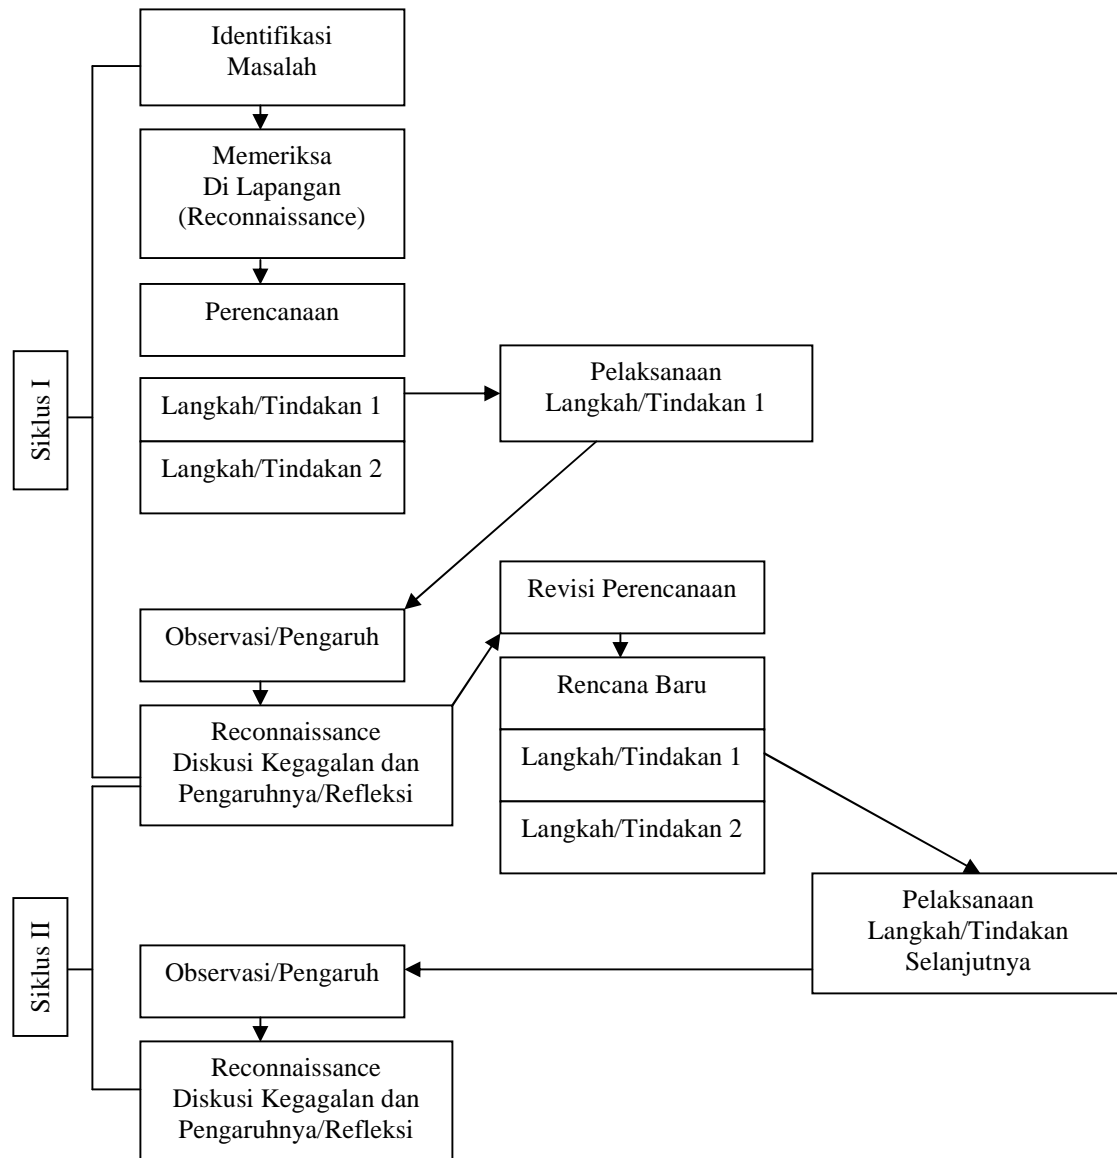 Identifikasi
Masalah
Memeriksa
Di Lapangan
(Reconnaissance)
Perencanaan
Siklus I
Langkah/Tindakan 1
Langkah/Tindakan 2
Pelaksanaan
Langkah/Tindakan 1
Observasi/Pengaruh
Reconnaissance
Diskusi Kegagalan dan
Pengaruhnya/Refleksi
Revisi Perencanaan
Rencana Baru
Langkah/Tindakan 1
Langkah/Tindakan 2
Siklus II
Pelaksanaan
Langkah/Tindakan
Selanjutnya
Observasi/Pengaruh
Reconnaissance
Diskusi Kegagalan dan
Pengaruhnya/Refleksi